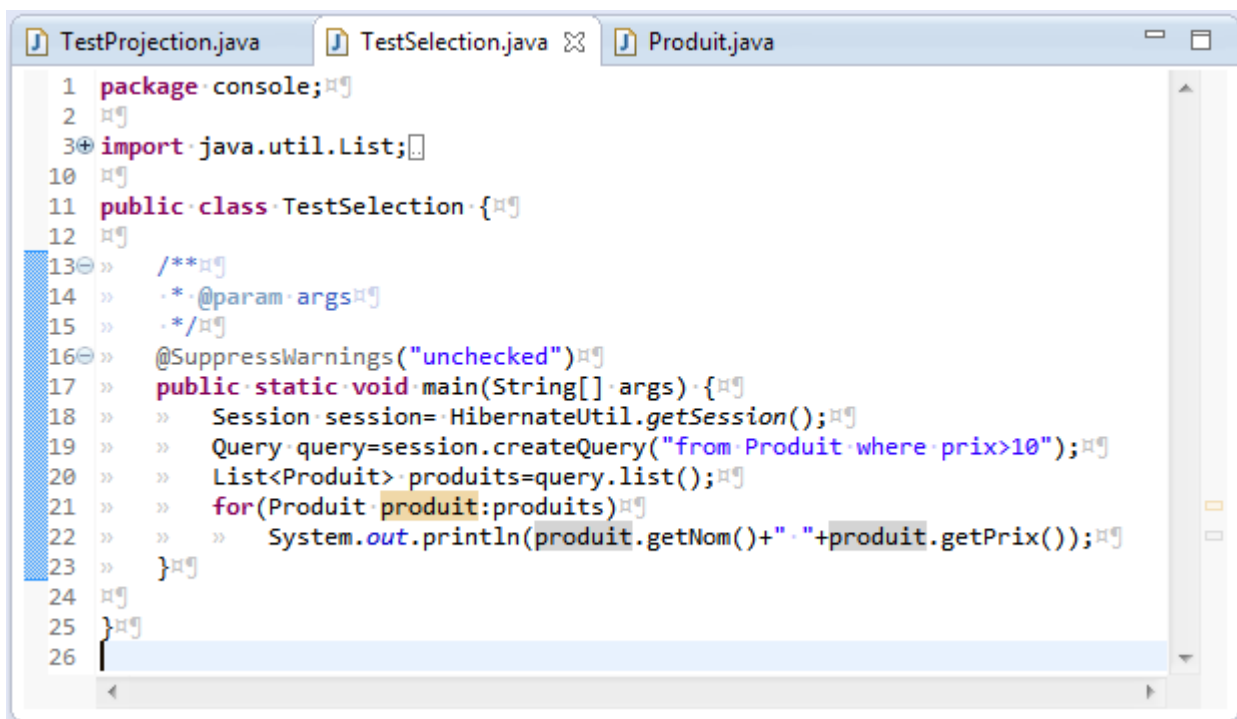 TestProjection.java TestSelection.java Produit.java
1 package console;
2
3 import java.util.List;
10
11 public class TestSelection {
12
13 /**
14 * @param args
15 */
16 @SuppressWarnings("unchecked")
17 public static void main(String[] args) {
18 Session session= HibernateUtil.getSession();
19 Query query=session.createQuery("from Produit where prix>10");
20 List<Produit> produits=query.list();
21 for(Produit produit:produits)
22 System.out.println(produit.getNom()+" "+produit.getPrix());
23 }
24
25 }
26